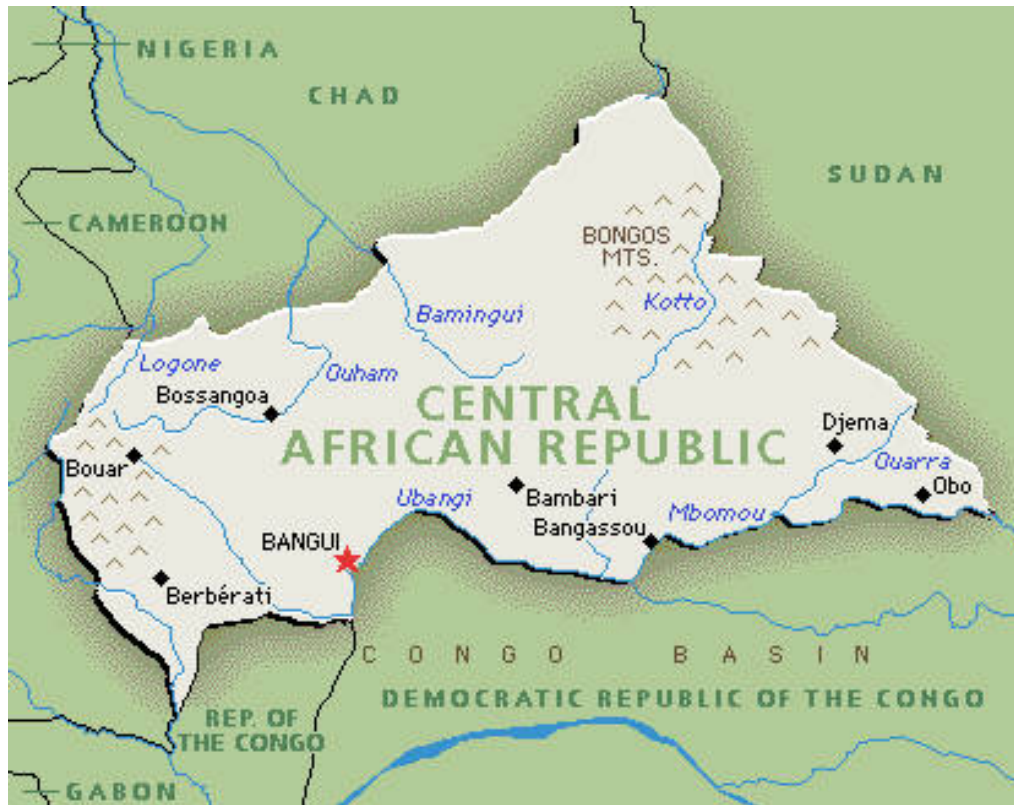 NIGERIA
CHAD
SUDAN
CAMEROON
BONGOS
MTS.
Kotto
Bamingui
Logone
Ouham
Bossangoa
CENTRAL
AFRICAN REPUBLIC
Djema
Bouar
Ouarra
Obo
Ubangi
Bambari
Mbomou
Bangassou
BANGUI
Berbérati
CONGO BASIN
DEMOCRATIC REPUBLIC OF THE CONGO
REP. OF
THE CONGO
GABON